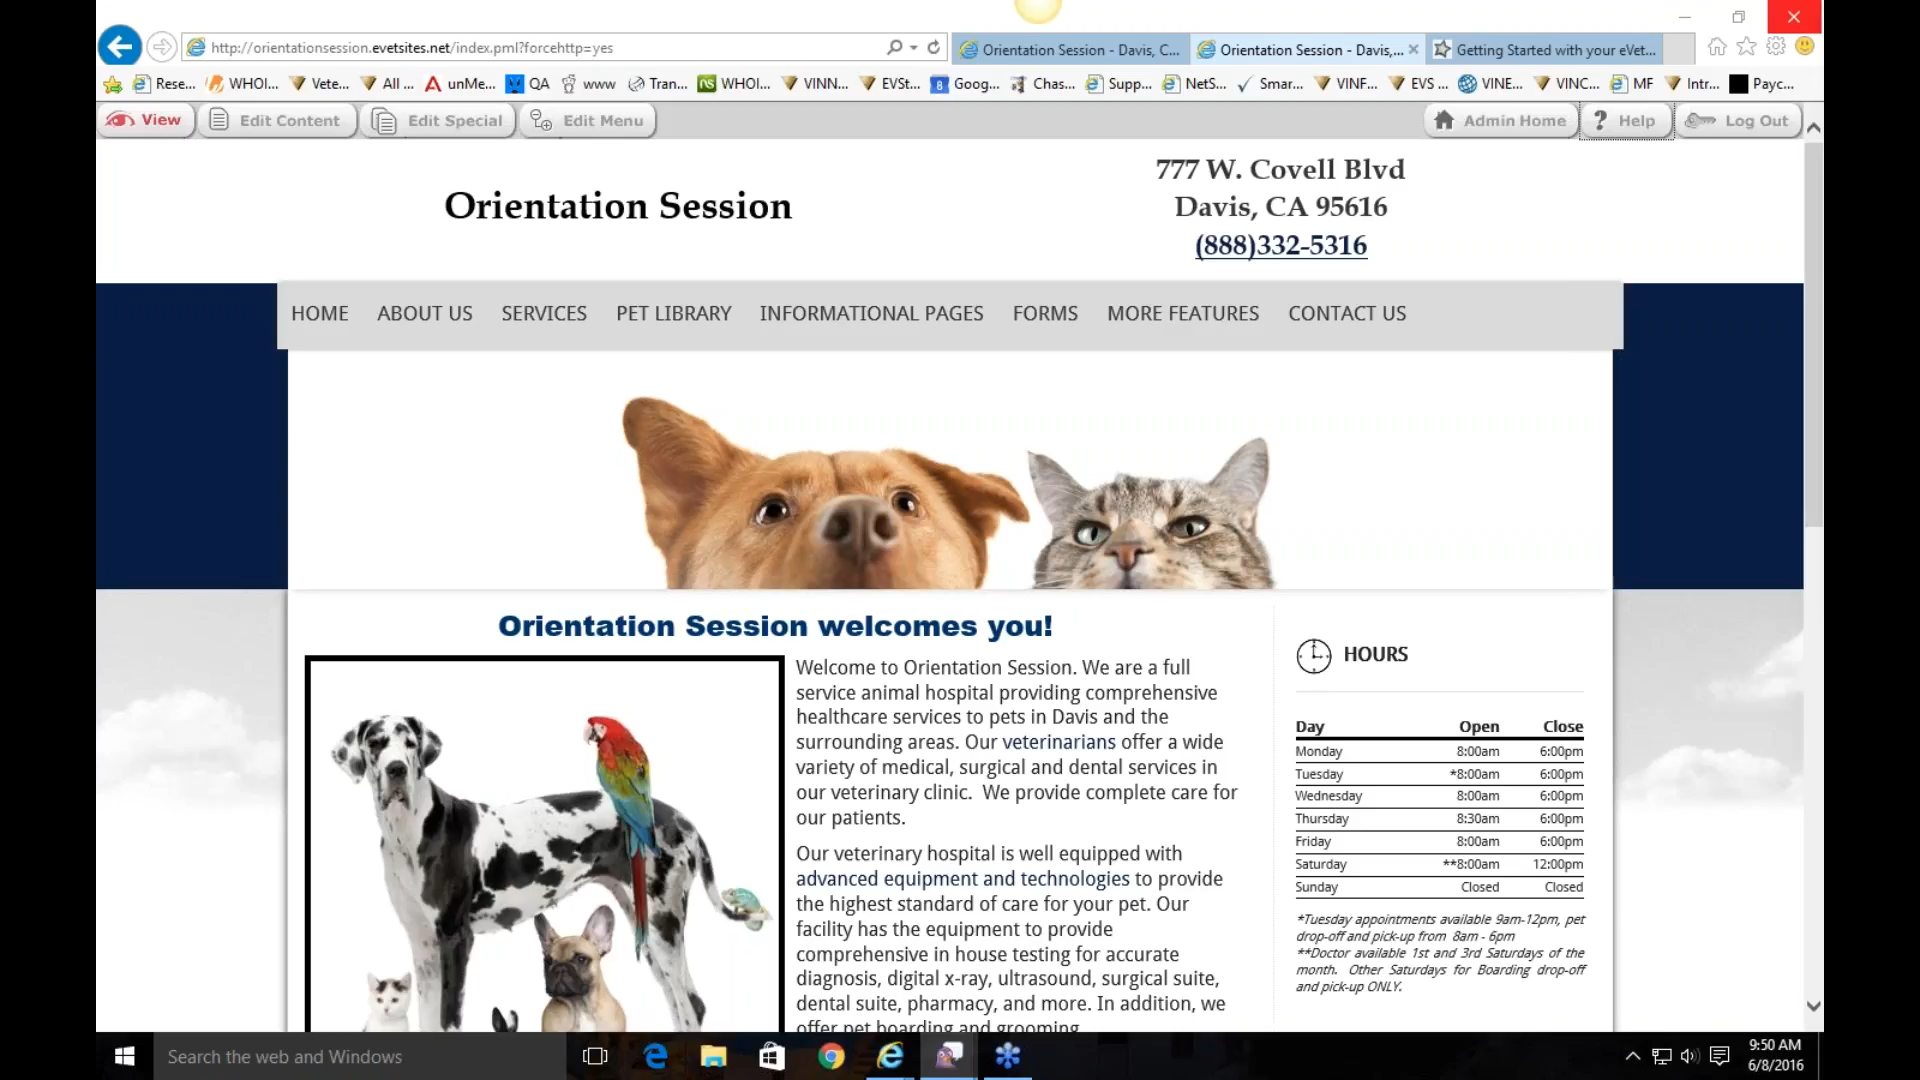 http://orientationsession.evetsites.net/index.pml?forcehttp=yes
Orientation Session - Davis, C...
Orientation Session - Davis,...
Getting Started with your eVet...
Rese...
WHOI...
Vete...
All ...
unMe...
QA
www
Tran...
WHOI...
VINN...
EVSt...
Goog...
Chas...
Supp...
NetS...
Smar...
VINF...
EVS ...
VINE...
VINC...
MF
Intr...
Payc...
View
Edit Content
Edit Special
Edit Menu
Admin Home
? Help
Log Out
Orientation Session
777 W. Covell Blvd
Davis, CA 95616
(888)332-5316
HOME ABOUT US SERVICES PET LIBRARY INFORMATIONAL PAGES FORMS MORE FEATURES CONTACT US
Orientation Session welcomes you!
Welcome to Orientation Session. We are a full
service animal hospital providing comprehensive
healthcare services to pets in Davis and the
surrounding areas. Our veterinarians offer a wide
variety of medical, surgical and dental services in
our veterinary clinic. We provide complete care for
our patients.
Our veterinary hospital is well equipped with
advanced equipment and technologies to provide
the highest standard of care for your pet. Our
facility has the equipment to provide
comprehensive in house testing for accurate
diagnosis, digital x-ray, ultrasound, surgical suite,
dental suite, pharmacy, and more. In addition, we
offer pet boarding and grooming.
HOURS
Day Open Close
Monday 8:00am 6:00pm
Tuesday *8:00am 6:00pm
Wednesday 8:00am 6:00pm
Thursday 8:30am 6:00pm
Friday 8:00am 6:00pm
Saturday **8:00am 12:00pm
Sunday Closed Closed
*Tuesday appointments available 9am-12pm, pet
drop-off and pick-up from 8am - 6pm
**Doctor available 1st and 3rd Saturdays of the
month. Other Saturdays for Boarding drop-off
and pick-up ONLY.
Search the web and Windows
9:50 AM
6/8/2016